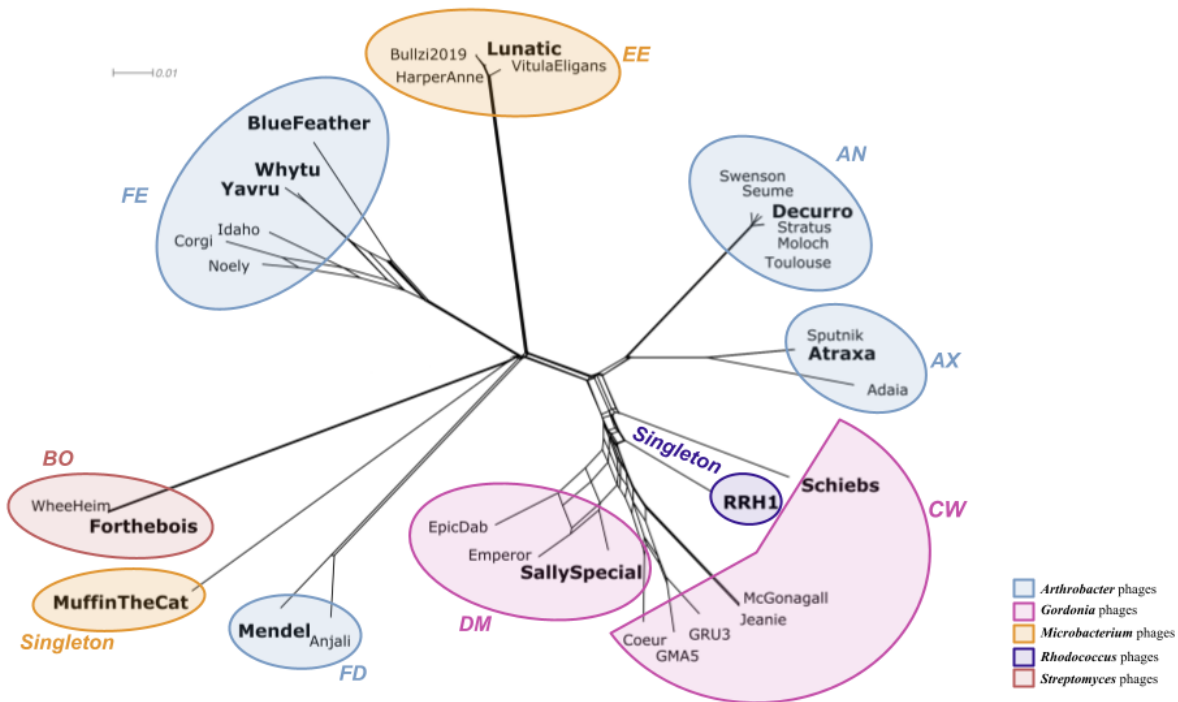 Bullzi2019
Lunatic
EE
HarperAnne
VitulaEligans
0.01
BlueFeather
Whytu
Yavru
FE
Idaho
Corgi
Noely
AN
Swenson
Seume
Decurro
Stratus
Moloch
Toulouse
Sputnik
Atraxa
AX
Adaia
BO
WheeHeim
Forthebois
MuffinTheCat
Singleton
Mendel
Anjali
FD
EpicDab
Emperor
SallySpecial
DM
Singleton
RRH1
Schiebs
CW
McGonagall
Jeanie
GRU3
Coeur
GMA5
Arthrobacter phages
Gordonia phages
Microbacterium phages
Rhodococcus phages
Streptomyces phages